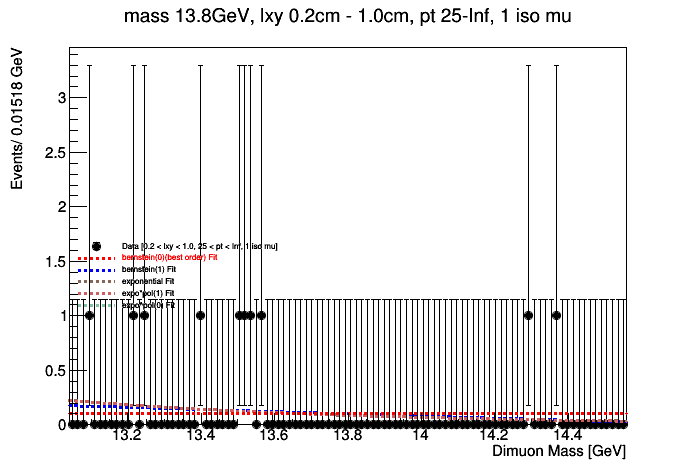 mass 13.8GeV, lxy 0.2cm - 1.0cm, pt 25-Inf, 1 iso mu
Events/ 0.01518 GeV
3
2.5
2
1.5
1
0.5
0
Data [0.2 < lxy < 1.0, 25 < pt < Inf, 1 iso mu]
bernstein(0)(best order) Fit
bernstein(1) Fit
exponential Fit
expo*pol(1) Fit
expo*pol(0) Fit
13.2 13.4 13.6 13.8 14 14.2 14.4
Dimuon Mass [GeV]